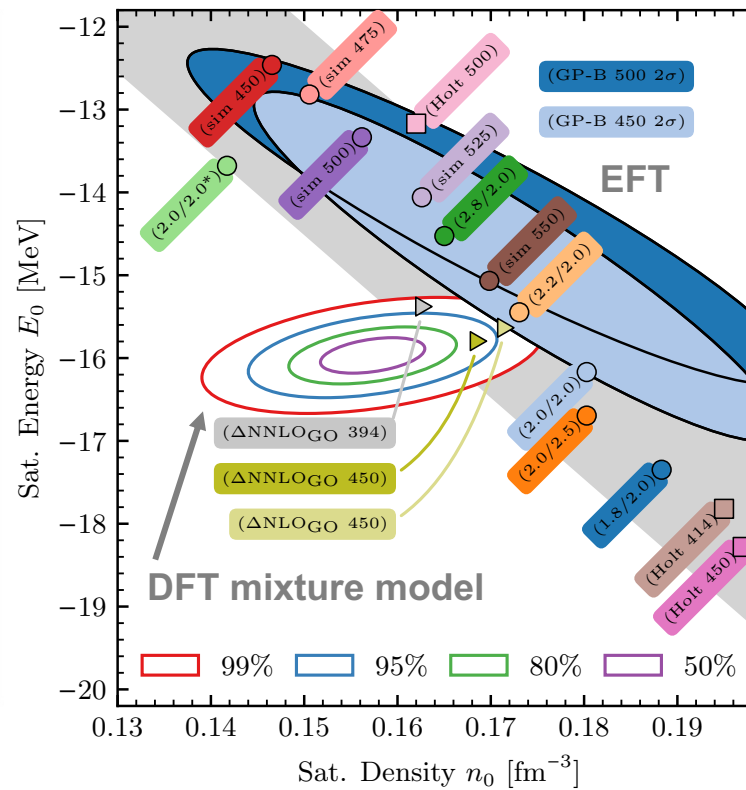 −12
−13
−14
−15
−16
−17
−18
−19
−20
Sat. Energy E₀ [MeV]
(sim 450)
(sim 475)
(Holt 500)
(GP-B 500 2σ)
(GP-B 450 2σ)
EFT
(2.0/2.0*)
(sim 500)
(sim 525)
(2.8/2.0)
(sim 550)
(2.2/2.0)
(ΔNNLO_GO 394)
(ΔNNLO_GO 450)
(ΔNLO_GO 450)
(2.0/2.0)
(2.0/2.5)
(1.8/2.0)
(Holt 414)
(Holt 450)
DFT mixture model
99% 95% 80% 50%
0.13 0.14 0.15 0.16 0.17 0.18 0.19
Sat. Density n₀ [fm⁻³]